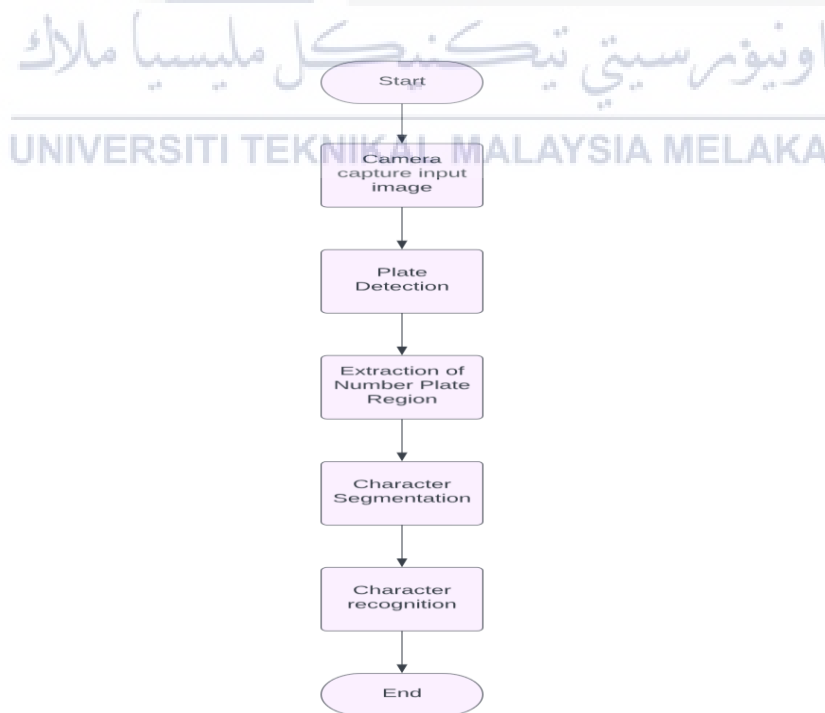 اونيۏرسيتي تيكنيكل مليسيا ملاك
Start
UNIVERSITI TEKNIKAL MALAYSIA MELAKA
Camera
capture input
image
Plate
Detection
Extraction of
Number Plate
Region
Character
Segmentation
Character
recognition
End